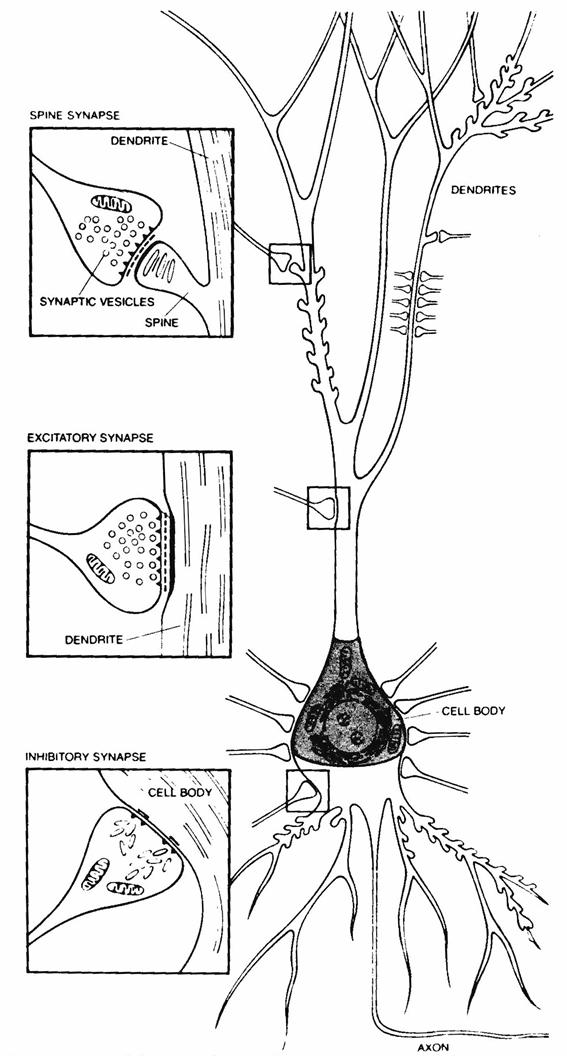 SPINE SYNAPSE
DENDRITE
SYNAPTIC VESICLES
SPINE
DENDRITES
EXCITATORY SYNAPSE
DENDRITE
CELL BODY
INHIBITORY SYNAPSE
CELL BODY
AXON